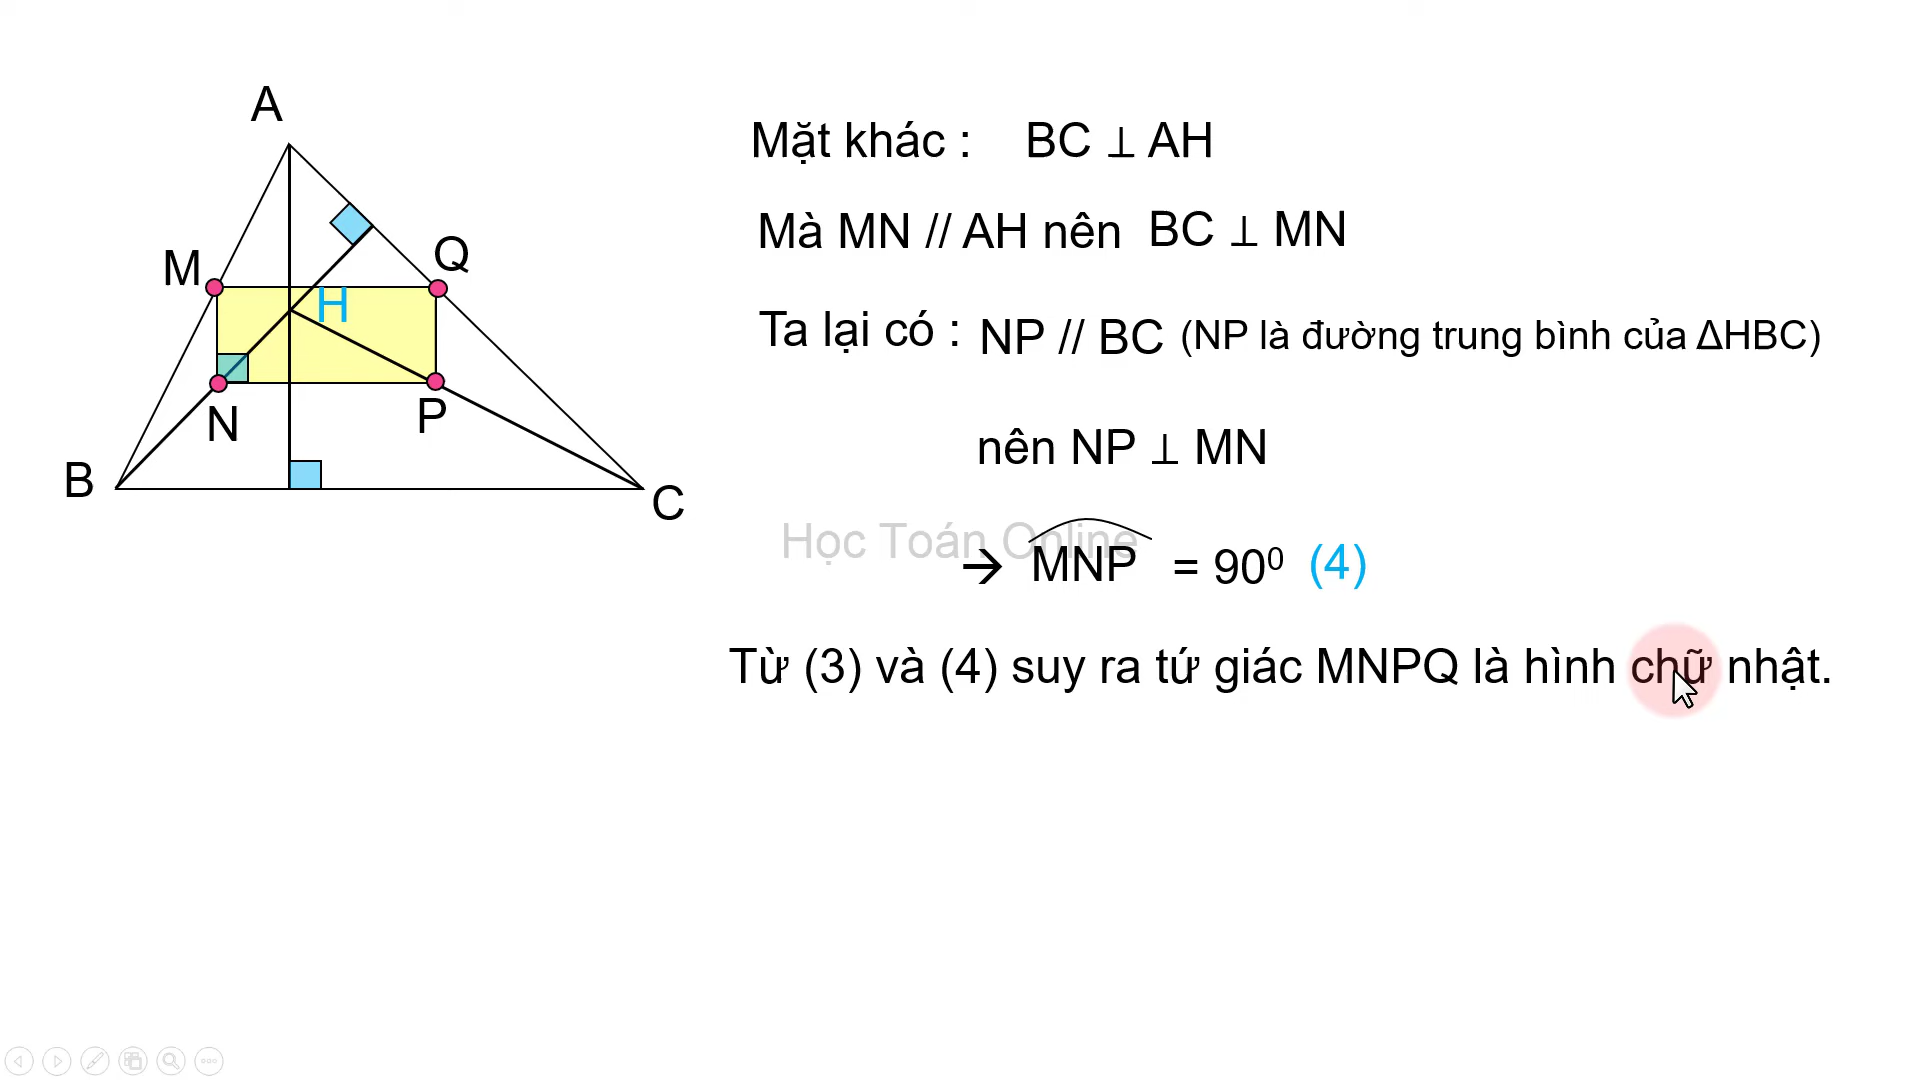 A
M
Q
H
N
P
B
C
Mặt khác : BC ⊥ AH
Mà MN // AH nên BC ⊥ MN
Ta lại có : NP // BC (NP là đường trung bình của ΔHBC)
nên NP ⊥ MN
Học Toán Online
→ MNP = 90⁰ (4)
Từ (3) và (4) suy ra tứ giác MNPQ là hình chữ nhật.